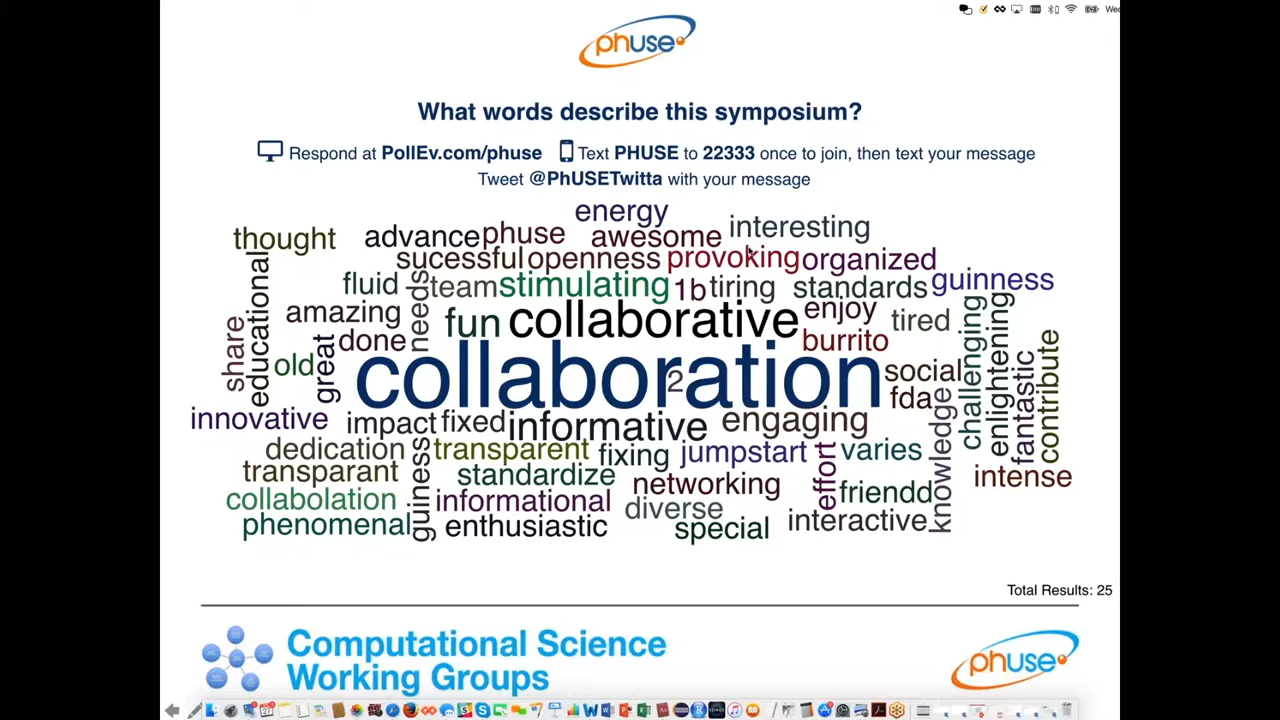 Wed
phuse
What words describe this symposium?
Respond at PollEv.com/phuse Text PHUSE to 22333 once to join, then text your message
Tweet @PhUSETwitta with your message
energy
interesting
thought
advance
phuse
awesome
sucessful
openness
provoking
organized
educational
fluid
needs
team
stimulating
1b
tiring
standards
guinness
amazing
fun
collaborative
enjoy
tired
share
great
done
burrito
challenging
enlightening
old
collaboration
2
social
fda
fantastic
contribute
innovative
impact
fixed
informative
engaging
knowledge
dedication
transparent
fixing
jumpstart
effort
varies
transparant
guiness
standardize
networking
friendd
intense
collabolation
informational
diverse
phenomenal
enthusiastic
special
interactive
Total Results: 25
Computational Science
Working Groups
phuse